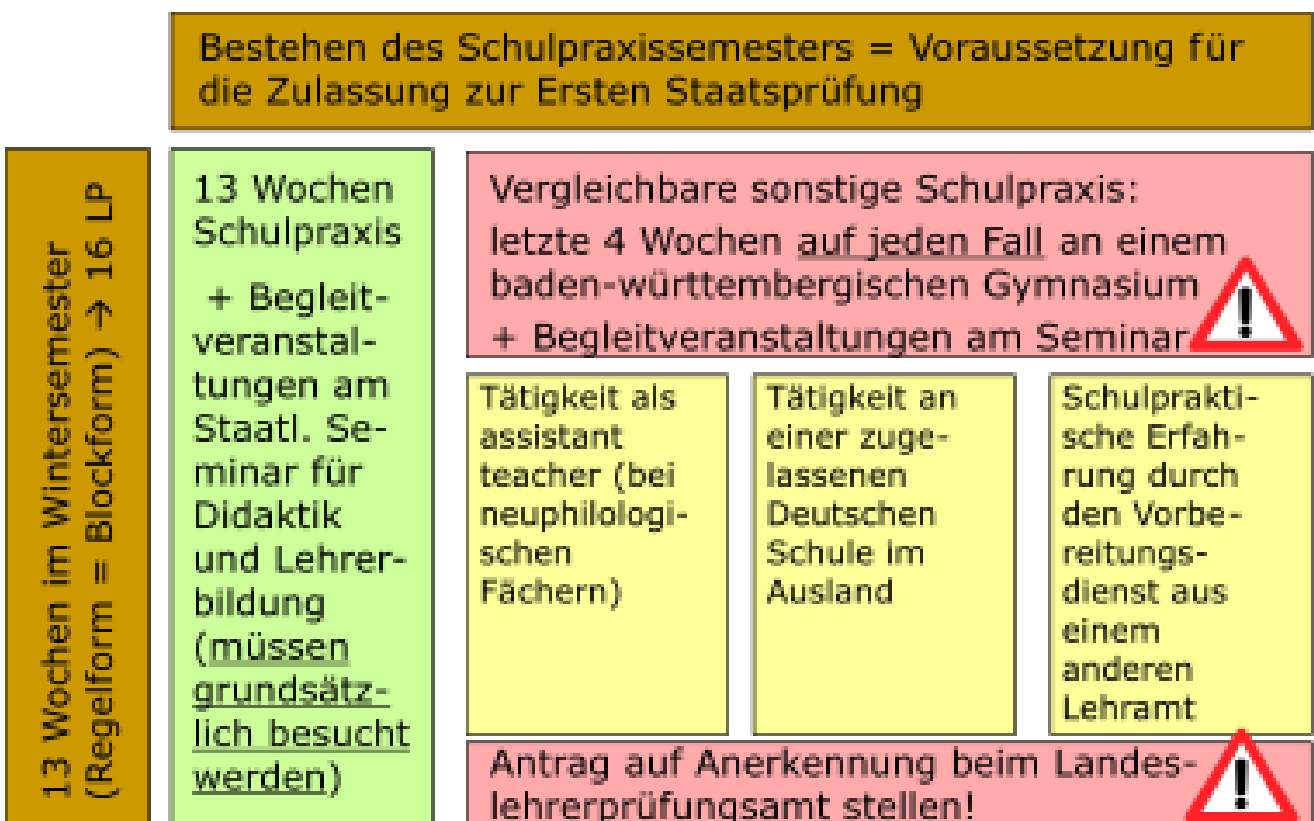 Bestehen des Schulpraxissemesters = Voraussetzung für
die Zulassung zur Ersten Staatsprüfung
13 Wochen im Wintersemester
(Regelform = Blockform) → 16 LP
13 Wochen
Schulpraxis
+ Begleit-
veranstal-
tungen am
Staatl. Se-
minar für
Didaktik
und Lehrer-
bildung
(müssen
grundsätz-
lich besucht
werden)
Vergleichbare sonstige Schulpraxis:
letzte 4 Wochen auf jeden Fall an einem
baden-württembergischen Gymnasium
+ Begleitveranstaltungen am Seminar
!
Tätigkeit als
assistant
teacher (bei
neuphilologi-
schen
Fächern)
Tätigkeit an
einer zuge-
lassenen
Deutschen
Schule im
Ausland
Schulprakti-
sche Erfah-
rung durch
den Vorbe-
reitungs-
dienst aus
einem
anderen
Lehramt
Antrag auf Anerkennung beim Landes-
lehrerprüfungsamt stellen!
!